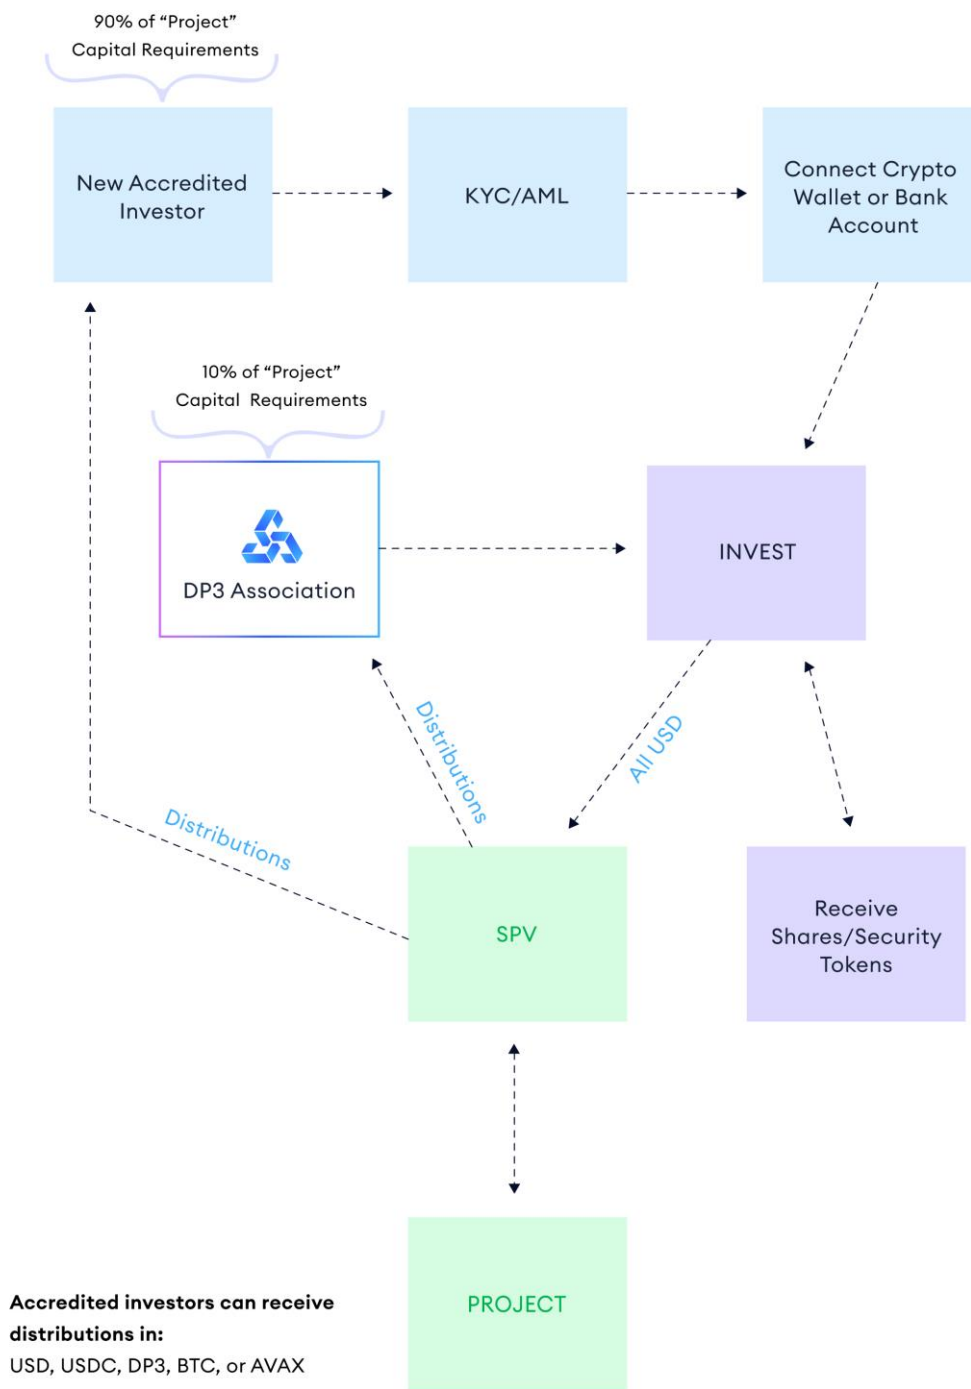 90% of “Project”
Capital Requirements
New Accredited
Investor
KYC/AML
Connect Crypto
Wallet or Bank
Account
10% of “Project”
Capital Requirements
DP3 Association
INVEST
Distributions
All USD
Distributions
SPV
Receive
Shares/Security
Tokens
PROJECT
Accredited investors can receive
distributions in:
USD, USDC, DP3, BTC, or AVAX